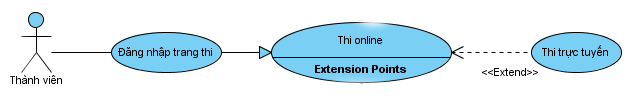 Thành viên
Đăng nhập trang thi
Thi online
Extension Points
<<Extend>>
Thi trực tuyến